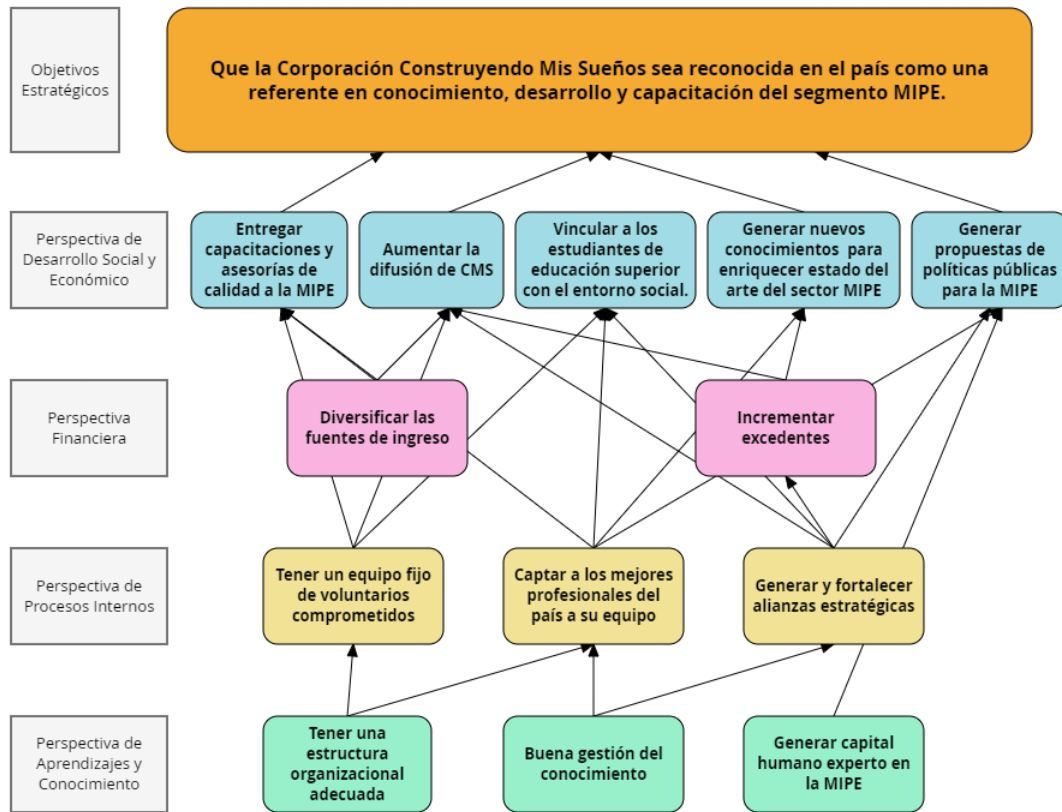 Objetivos
Estratégicos
Que la Corporación Construyendo Mis Sueños sea reconocida en el país como una
referente en conocimiento, desarrollo y capacitación del segmento MIPE.
Perspectiva de
Desarrollo Social y
Económico
Entregar
capacitaciones y
asesorías de
calidad a la MIPE
Aumentar la
difusión de CMS
Vincular a los
estudiantes de
educación superior
con el entorno social.
Generar nuevos
conocimientos para
enriquecer estado del
arte del sector MIPE
Generar
propuestas de
políticas públicas
para la MIPE
Perspectiva
Financiera
Diversificar las
fuentes de ingreso
Incrementar
excedentes
Perspectiva de
Procesos Internos
Tener un equipo fijo
de voluntarios
comprometidos
Captar a los mejores
profesionales del
país a su equipo
Generar y fortalecer
alianzas estratégicas
Perspectiva de
Aprendizajes y
Conocimiento
Tener una
estructura
organizacional
adecuada
Buena gestión del
conocimiento
Generar capital
humano experto en
la MIPE